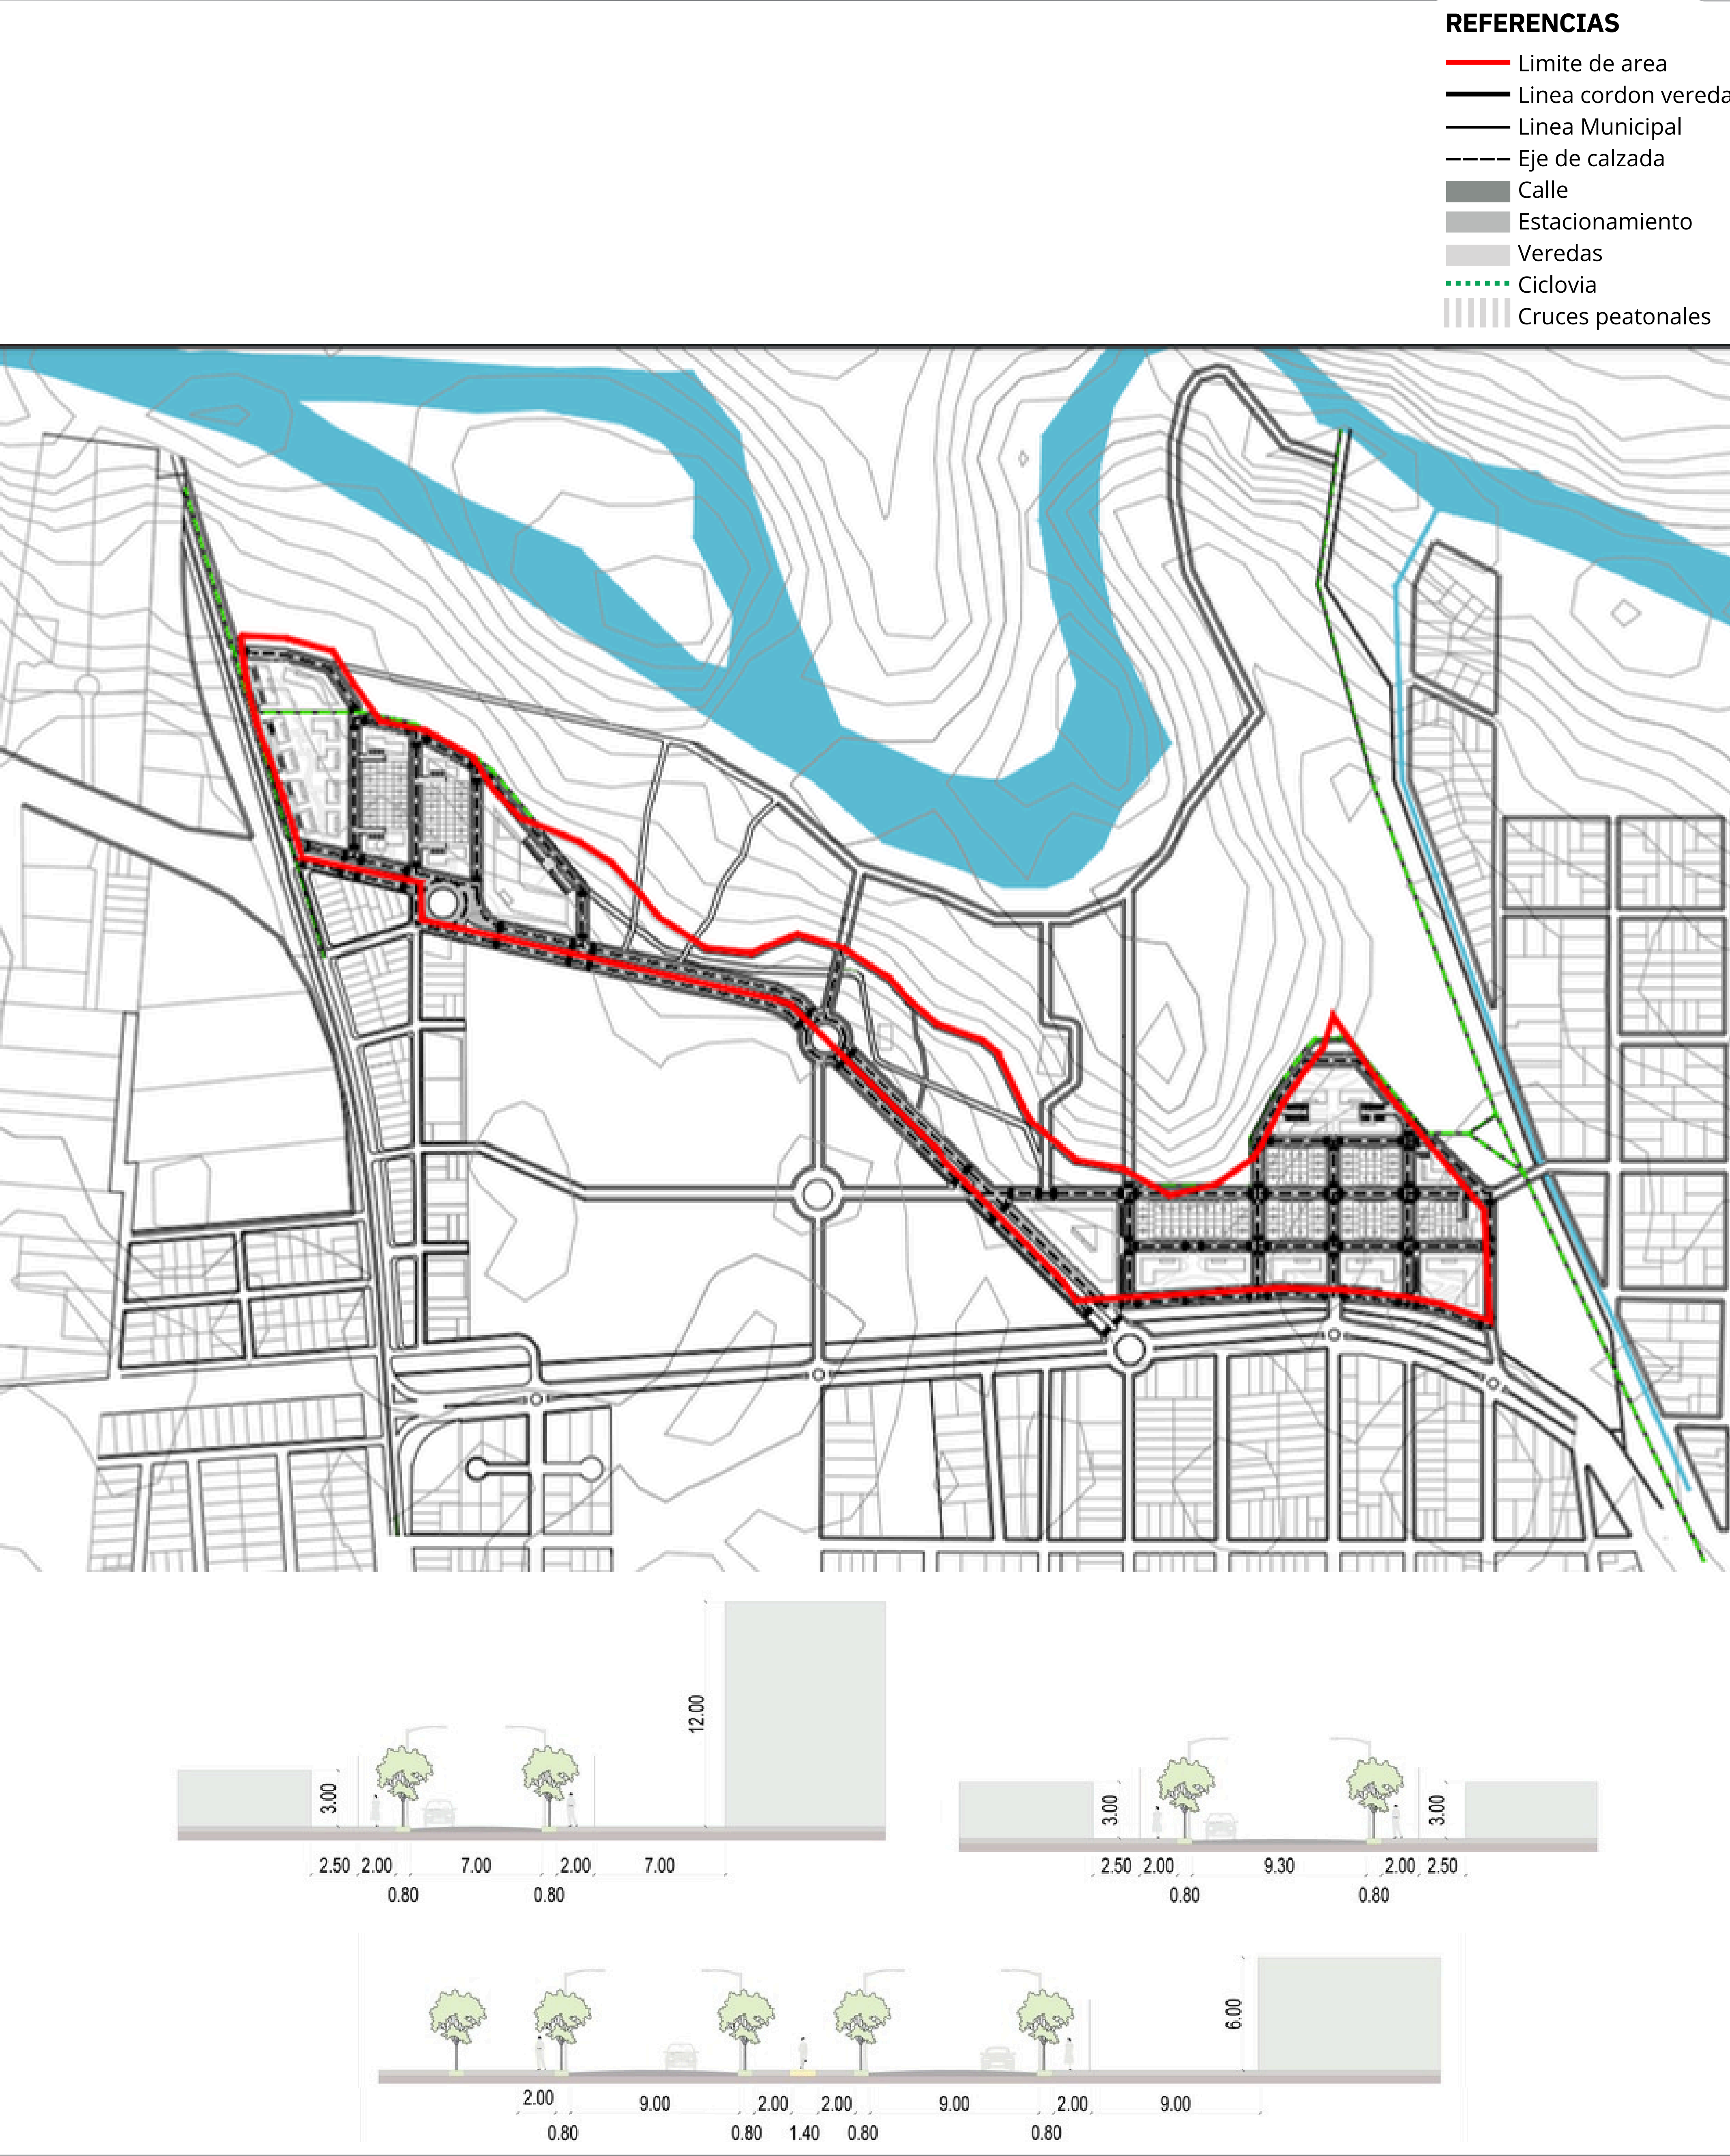 REFERENCIAS
Limite de area
Linea cordon vereda
Linea Municipal
Eje de calzada
Calle
Estacionamiento
Veredas
Ciclovia
Cruces peatonales
12.00
3.00
2.50 2.00 7.00 2.00 7.00
0.80 0.80
3.00 3.00
2.50 2.00 9.30 2.00 2.50
0.80 0.80
6.00
2.00 9.00 2.00 2.00 9.00 2.00 9.00
0.80 0.80 1.40 0.80 0.80